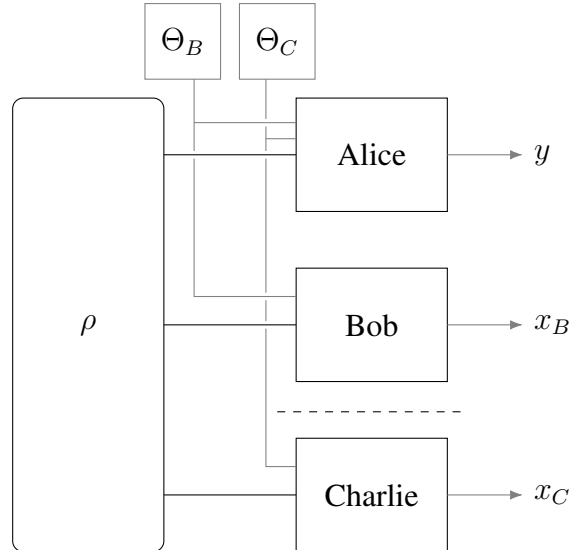 Θ_B Θ_C
Alice y
ρ Bob x_B
Charlie x_C